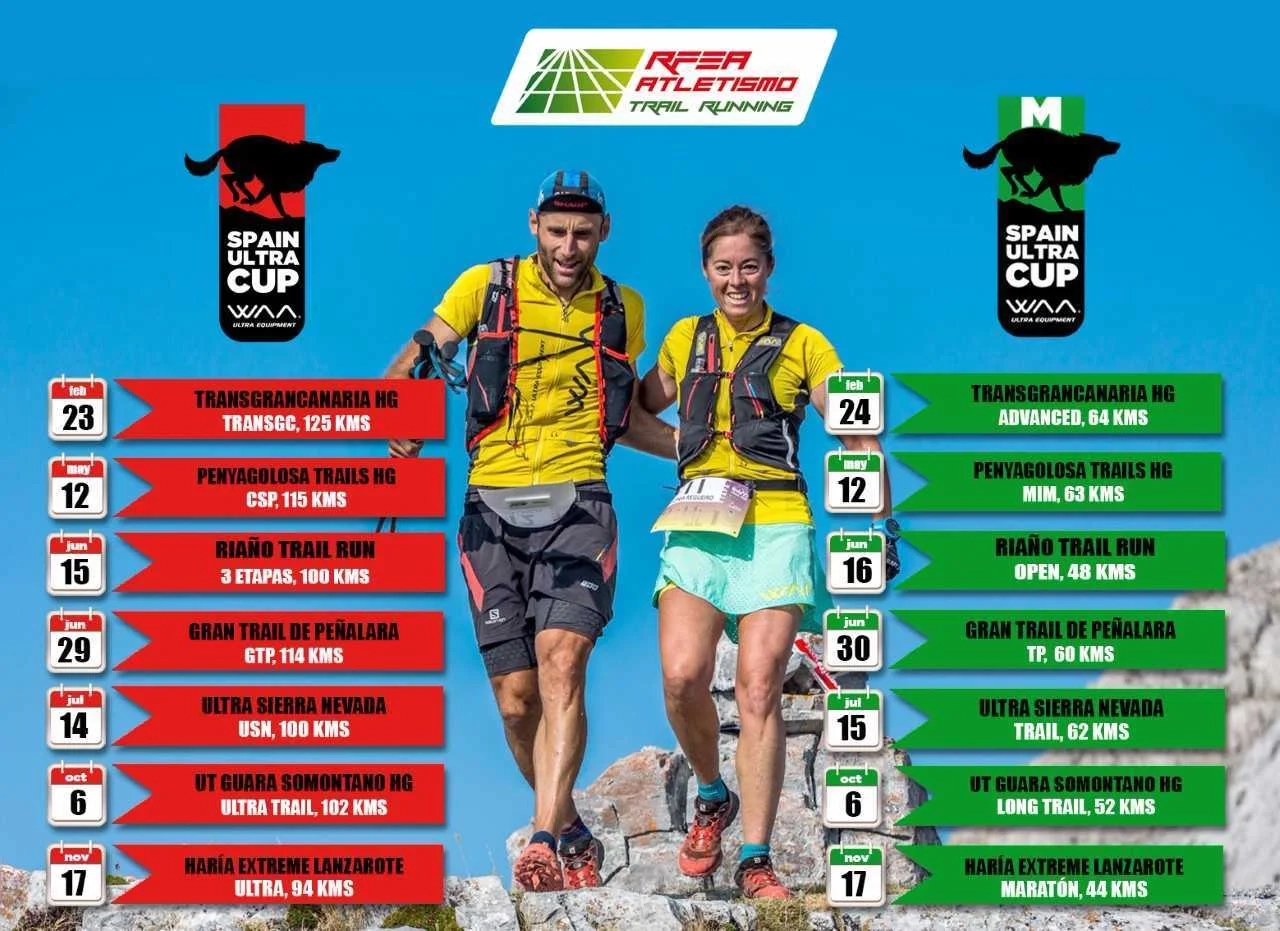 RFEA
ATLETISMO
TRAIL RUNNING
SPAIN
ULTRA
CUP
WAA
ULTRA EQUIPMENT
feb
23
TRANSGRANCANARIA HG
TRANSGC, 125 KMS
may
12
PENYAGOLOSA TRAILS HG
CSP, 115 KMS
jun
15
RIAÑO TRAIL RUN
3 ETAPAS, 100 KMS
jun
29
GRAN TRAIL DE PEÑALARA
GTP, 114 KMS
jul
14
ULTRA SIERRA NEVADA
USN, 100 KMS
oct
6
UT GUARA SOMONTANO HG
ULTRA TRAIL, 102 KMS
nov
17
HARÍA EXTREME LANZAROTE
ULTRA, 94 KMS
M
SPAIN
ULTRA
CUP
WAA
ULTRA EQUIPMENT
feb
24
TRANSGRANCANARIA HG
ADVANCED, 64 KMS
may
12
PENYAGOLOSA TRAILS HG
MIM, 63 KMS
jun
16
RIAÑO TRAIL RUN
OPEN, 48 KMS
jun
30
GRAN TRAIL DE PEÑALARA
TP, 60 KMS
jul
15
ULTRA SIERRA NEVADA
TRAIL, 62 KMS
oct
6
UT GUARA SOMONTANO HG
LONG TRAIL, 52 KMS
nov
17
HARÍA EXTREME LANZAROTE
MARATÓN, 44 KMS
WAA
ULTRA EQUIPMENT
SALOMON
11
REGUERO
WAA